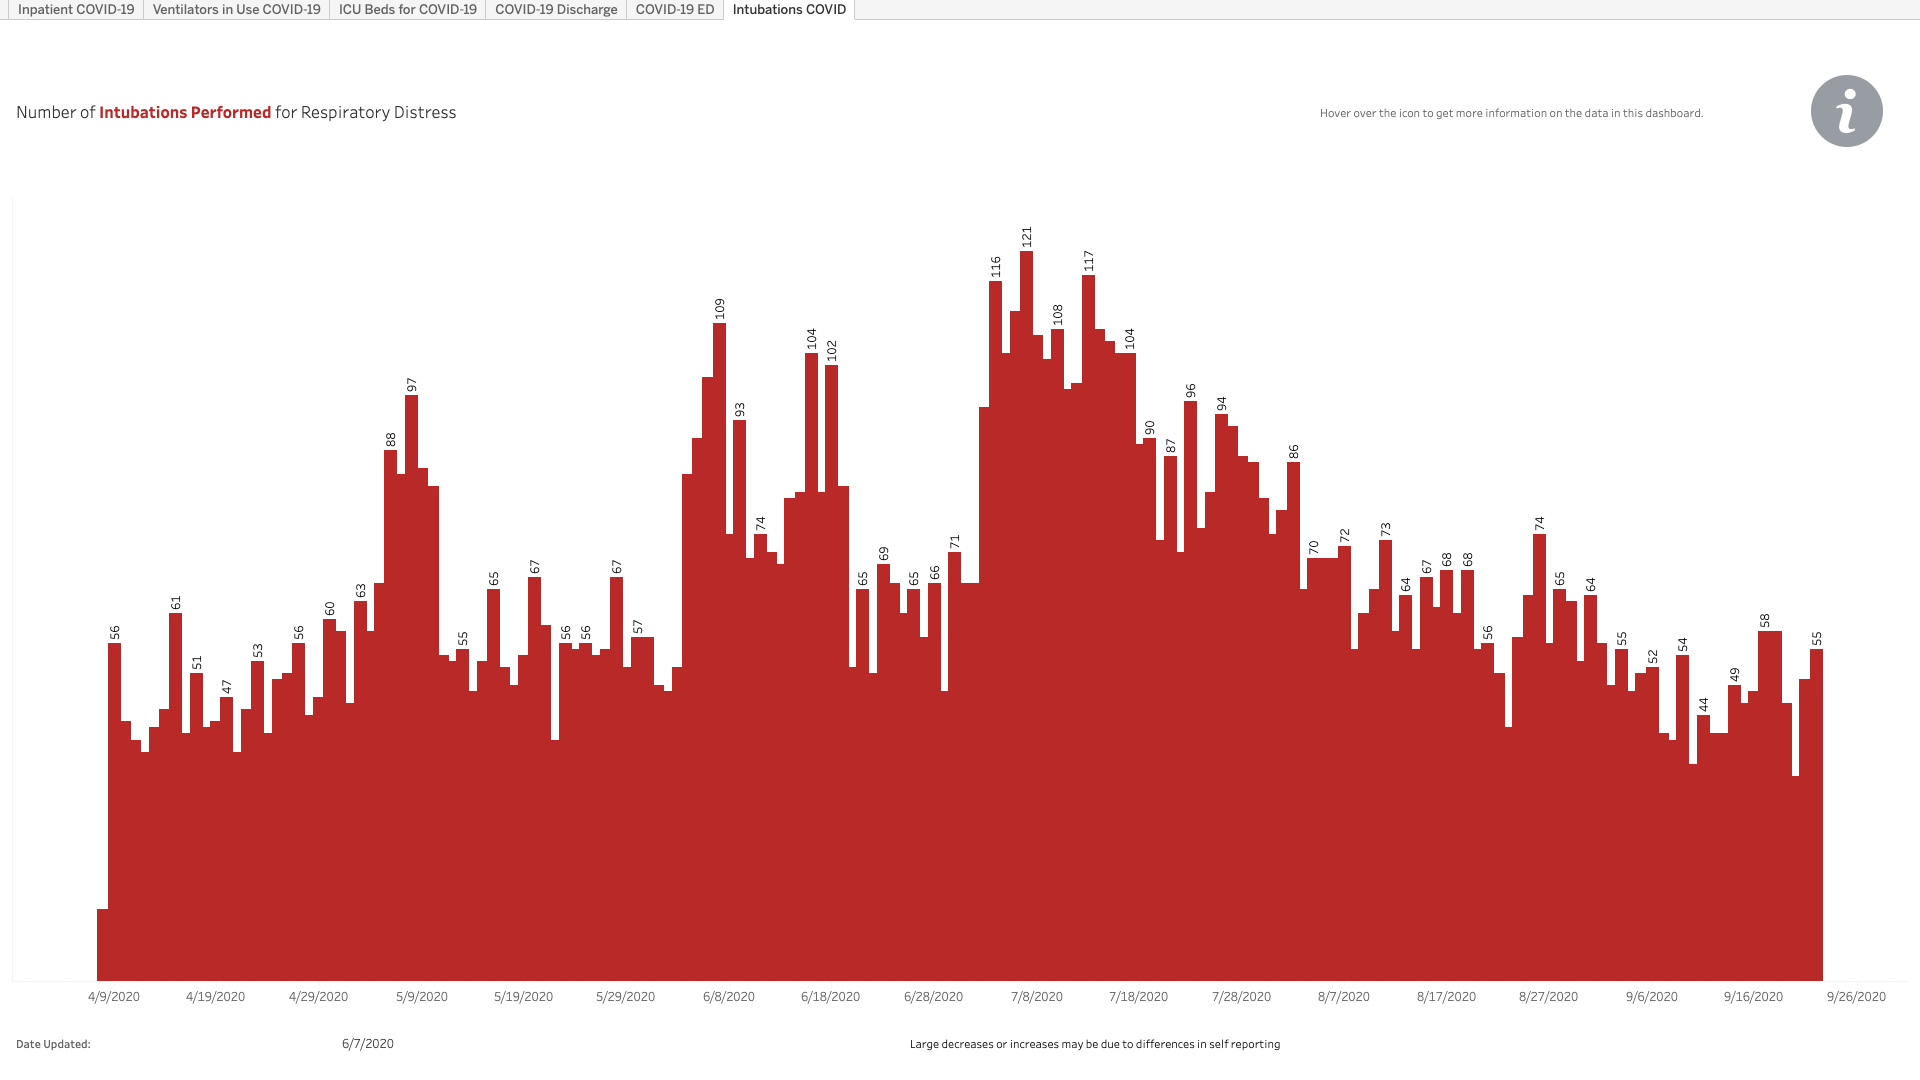 Inpatient COVID-19 Ventilators in Use COVID-19 ICU Beds for COVID-19 COVID-19 Discharge COVID-19 ED Intubations COVID
Number of Intubations Performed for Respiratory Distress
Hover over the icon to get more information on the data in this dashboard.
i
56 61 51 47 53 56 60 63 88 97 55 65 67 56 56 67 57 109 93 74 104 102 65 69 65 66 71 116 121 108 117 104 90 87 96 94 86 70 72 73 64 67 68 68 56 74 65 64 55 52 54 44 49 58 55
4/9/2020 4/19/2020 4/29/2020 5/9/2020 5/19/2020 5/29/2020 6/8/2020 6/18/2020 6/28/2020 7/8/2020 7/18/2020 7/28/2020 8/7/2020 8/17/2020 8/27/2020 9/6/2020 9/16/2020 9/26/2020
Date Updated: 6/7/2020
Large decreases or increases may be due to differences in self reporting